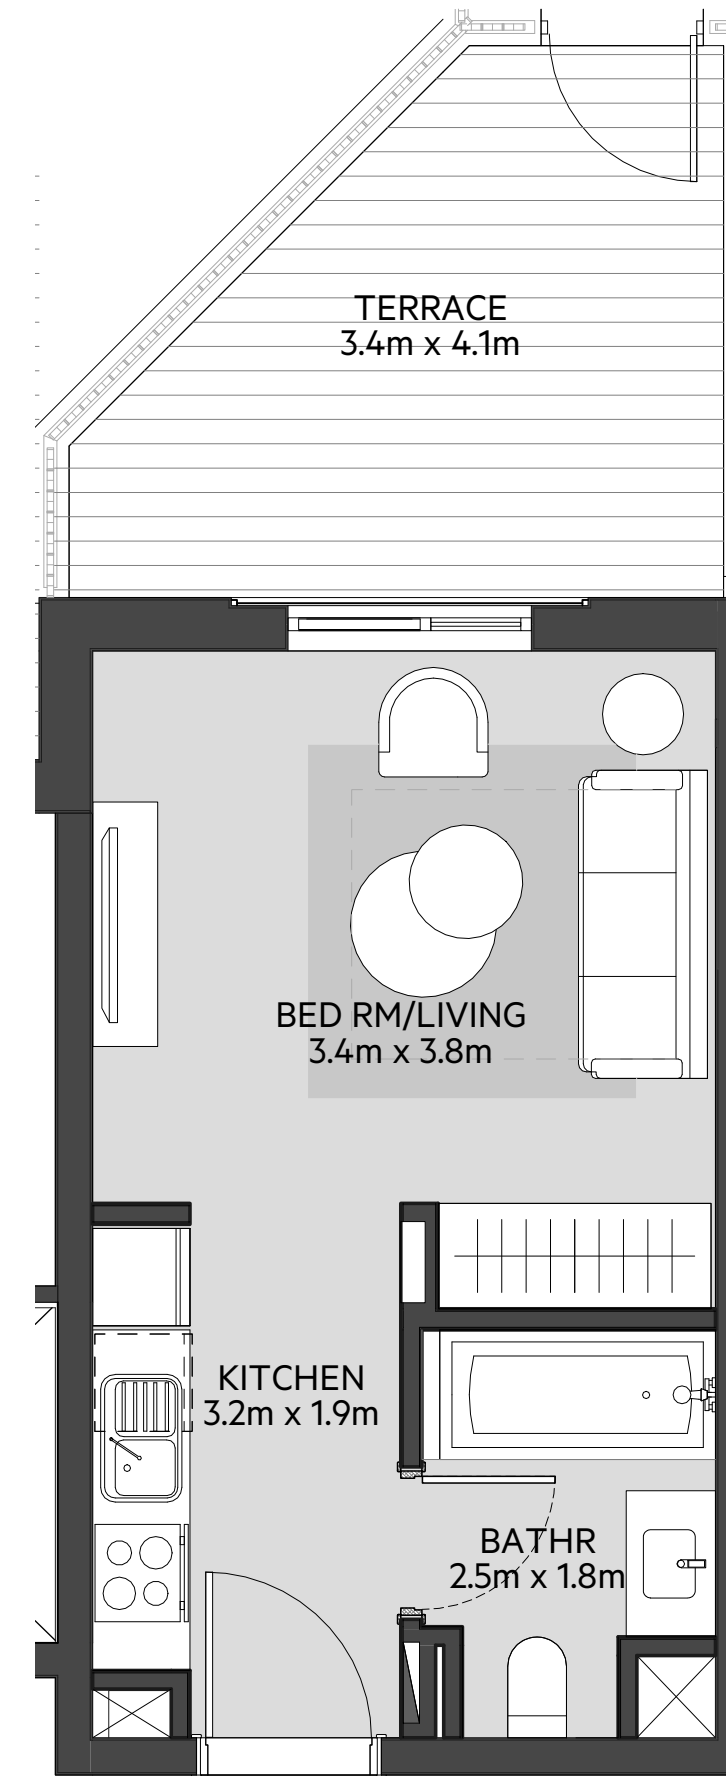 TERRACE
3.4m x 4.1m
BED RM/LIVING
3.4m x 3.8m
KITCHEN
3.2m x 1.9m
BATHR
2.5m x 1.8m